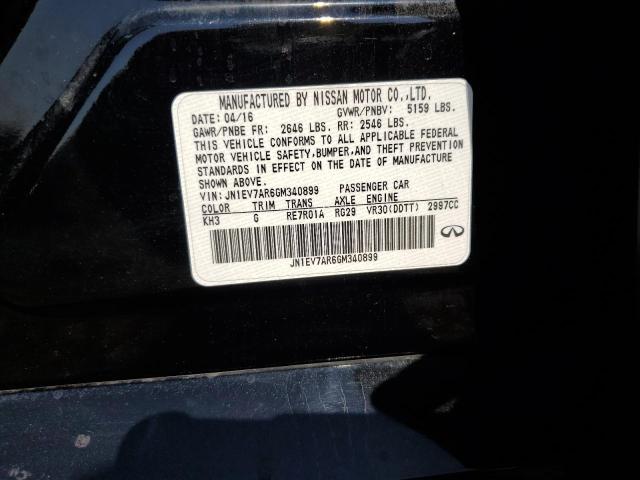 MANUFACTURED BY NISSAN MOTOR CO.,LTD.
DATE: 04/16 GVWR/PNBV: 5159 LBS.
GAWR/PNBE FR: 2646 LBS. RR: 2546 LBS.
THIS VEHICLE CONFORMS TO ALL APPLICABLE FEDERAL
MOTOR VEHICLE SAFETY, BUMPER, AND THEFT PREVENTION
STANDARDS IN EFFECT ON THE DATE OF MANUFACTURE
SHOWN ABOVE.
VIN: JN1EV7AR6GM340899 PASSENGER CAR
COLOR TRIM TRANS AXLE ENGINE
KH3 G RE7R01A RG29 VR30(DDTT) 2997CC
JN1EV7AR6GM340899